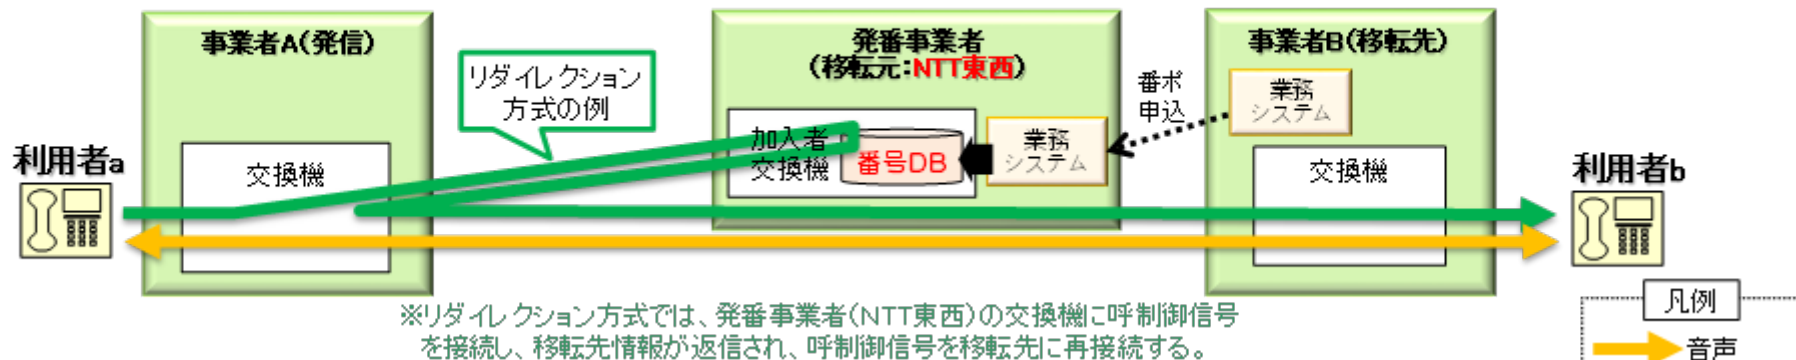 事業者A(発信)
発番事業者
(移転元:NTT東西)
事業者B(移転先)
リダイレクション
方式の例
番ポ
申込
業務
システム
加入者
交換機
番号DB
業務
システム
利用者a
交換機
交換機
利用者b
※リダイレクション方式では、発番事業者(NTT東西)の交換機に呼制御信号
を接続し、移転先情報が返信され、呼制御信号を移転先に再接続する。
凡例
音声